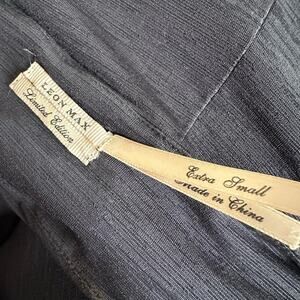 LEON MAX
Limited Edition
Extra Small
made in China